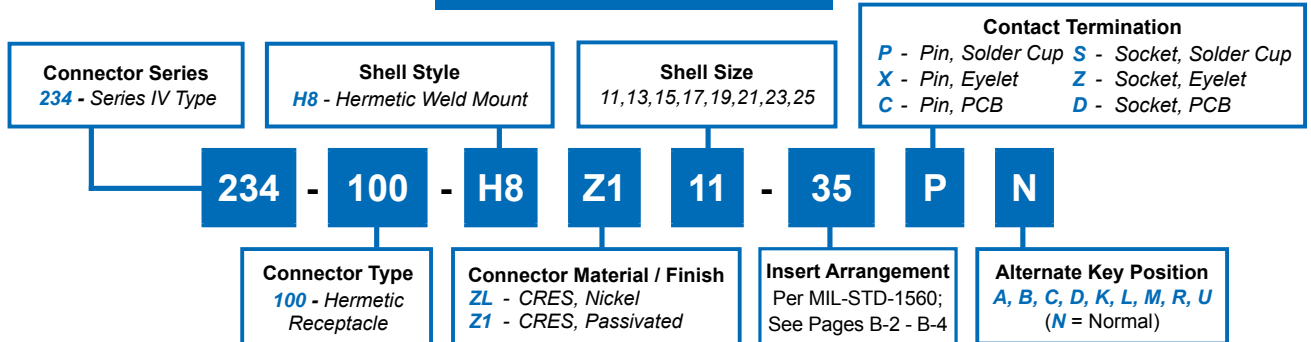 Connector Series
234 - Series IV Type
Shell Style
H8 - Hermetic Weld Mount
Shell Size
11,13,15,17,19,21,23,25
Contact Termination
P - Pin, Solder Cup S - Socket, Solder Cup
X - Pin, Eyelet Z - Socket, Eyelet
C - Pin, PCB D - Socket, PCB
234 - 100 - H8 Z1 11 - 35 P N
Connector Type
100 - Hermetic
Receptacle
Connector Material / Finish
ZL - CRES, Nickel
Z1 - CRES, Passivated
Insert Arrangement
Per MIL-STD-1560;
See Pages B-2 - B-4
Alternate Key Position
A, B, C, D, K, L, M, R, U
(N = Normal)